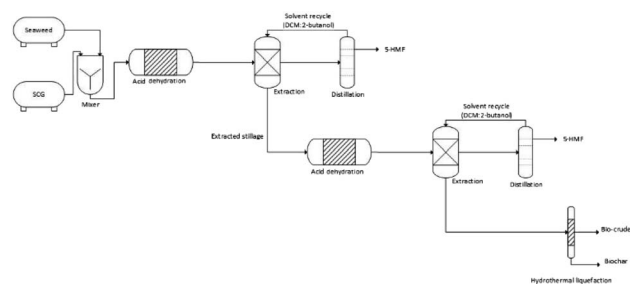 Solvent recycle
(DCM:2-butanol)
Seaweed
5-HMF
SCG
Mixer
Acid dehydration
Extraction
Distillation
Solvent recycle
(DCM:2-butanol)
Extracted stillage
5-HMF
Acid dehydration
Extraction
Distillation
Bio-crude
Biochar
Hydrothermal liquefaction